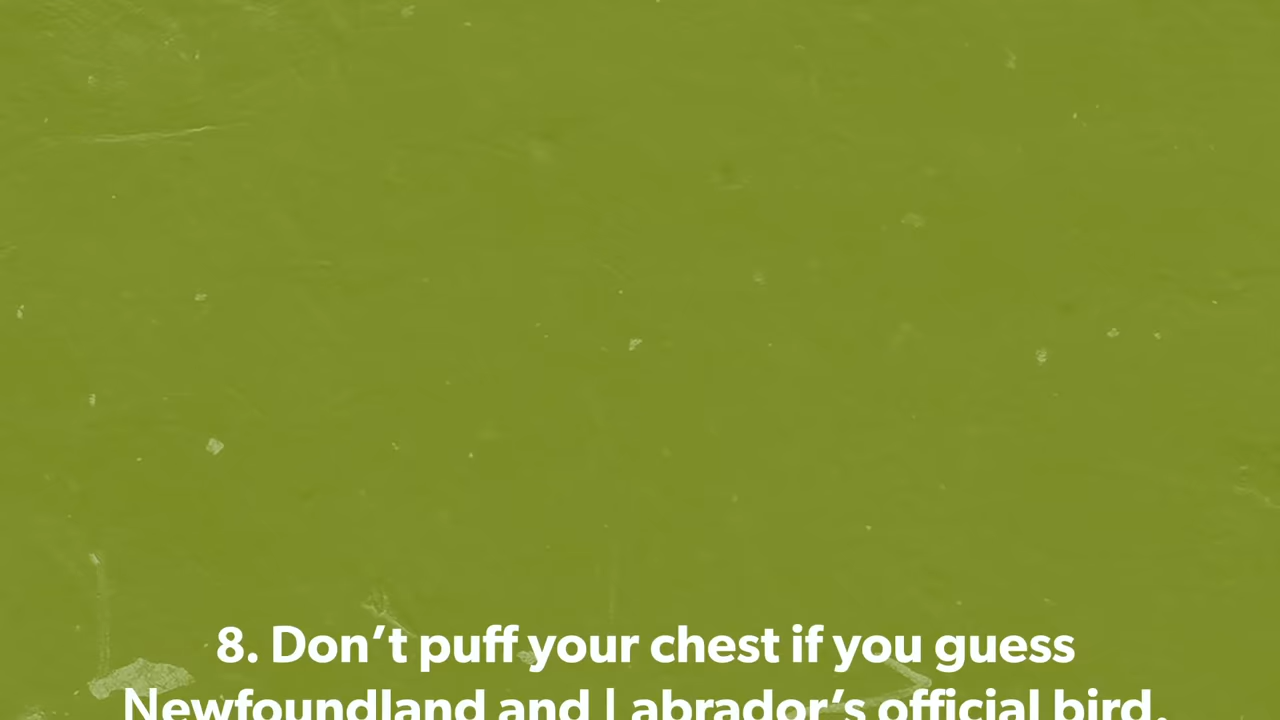 8. Don’t puff your chest if you guess
Newfoundland and Labrador’s official bird.